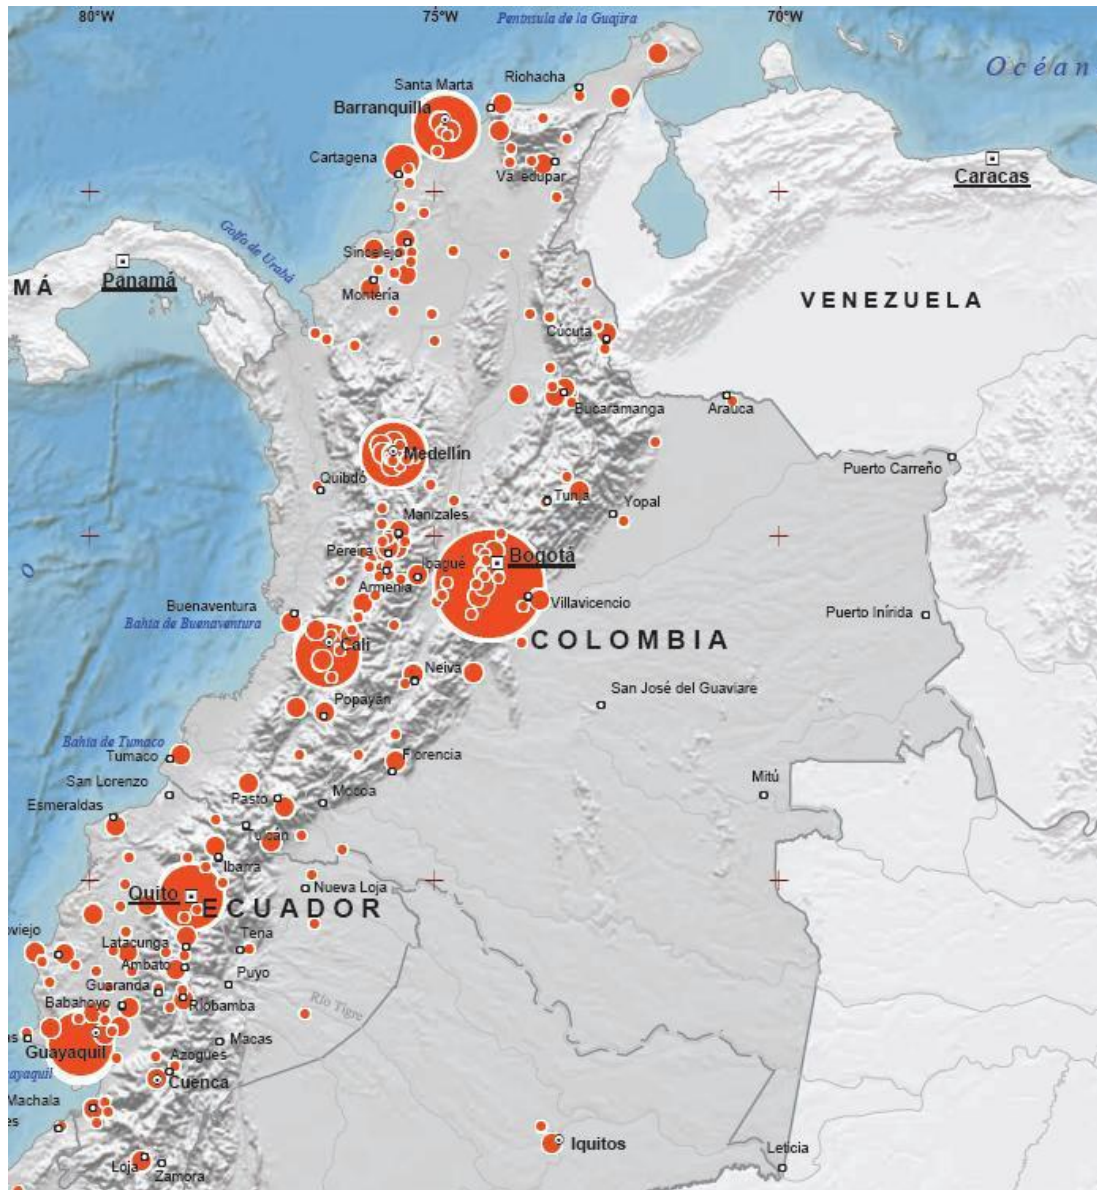 80°W
75°W
70°W
Península de la Guajira
Océan
Riohacha
Santa Marta
Barranquilla
Cartagena
Valledupar
Caracas
Golfo de Urabá
Sincelejo
MÁ
Panamá
Montería
VENEZUELA
Cúcuta
Bucaramanga
Arauca
Medellín
Puerto Carreño
Quibdó
Tunja
Yopal
Manizales
Pereira
Ibagué
Bogotá
Armenia
Buenaventura
Villavicencio
Puerto Inírida
Bahía de Buenaventura
Cali
COLOMBIA
Neiva
San José del Guaviare
Popayán
Bahía de Tumaco
Tumaco
Florencia
San Lorenzo
Mitú
Esmeraldas
Pasto
Mocoa
Tulcán
Ibarra
Quito
Nueva Loja
ECUADOR
oviejo
Latacunga
Tena
Ambato
Puyo
Guaranda
Babahoyo
Riobamba
Río Tigre
as
Guayaquil
Macas
Azogues
uayaquil
Cuenca
Machala
es
Iquitos
Leticia
Loja
Zamora